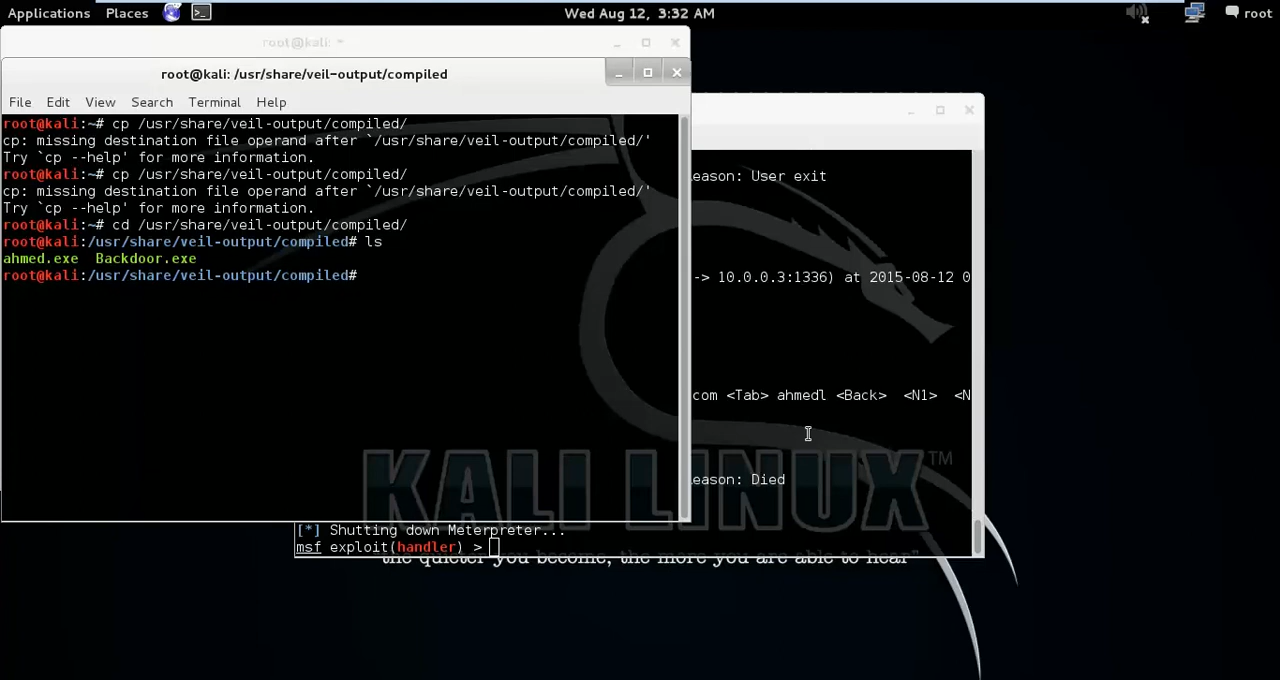 Applications Places Wed Aug 12, 3:32 AM root
root@kali: ~
root@kali: /usr/share/veil-output/compiled
File Edit View Search Terminal Help
root@kali:~# cp /usr/share/veil-output/compiled/
cp: missing destination file operand after `/usr/share/veil-output/compiled/'
Try `cp --help' for more information.
root@kali:~# cp /usr/share/veil-output/compiled/
cp: missing destination file operand after `/usr/share/veil-output/compiled/'
Try `cp --help' for more information.
root@kali:~# cd /usr/share/veil-output/compiled/
root@kali:/usr/share/veil-output/compiled# ls
ahmed.exe  Backdoor.exe
root@kali:/usr/share/veil-output/compiled#
eason: User exit
-> 10.0.0.3:1336) at 2015-08-12 0
com <Tab> ahmedl <Back>  <N1>  <N
eason: Died
[*] Shutting down Meterpreter...
msf exploit(handler) >
KALI LINUX™
the quieter you become, the more you are able to hear"